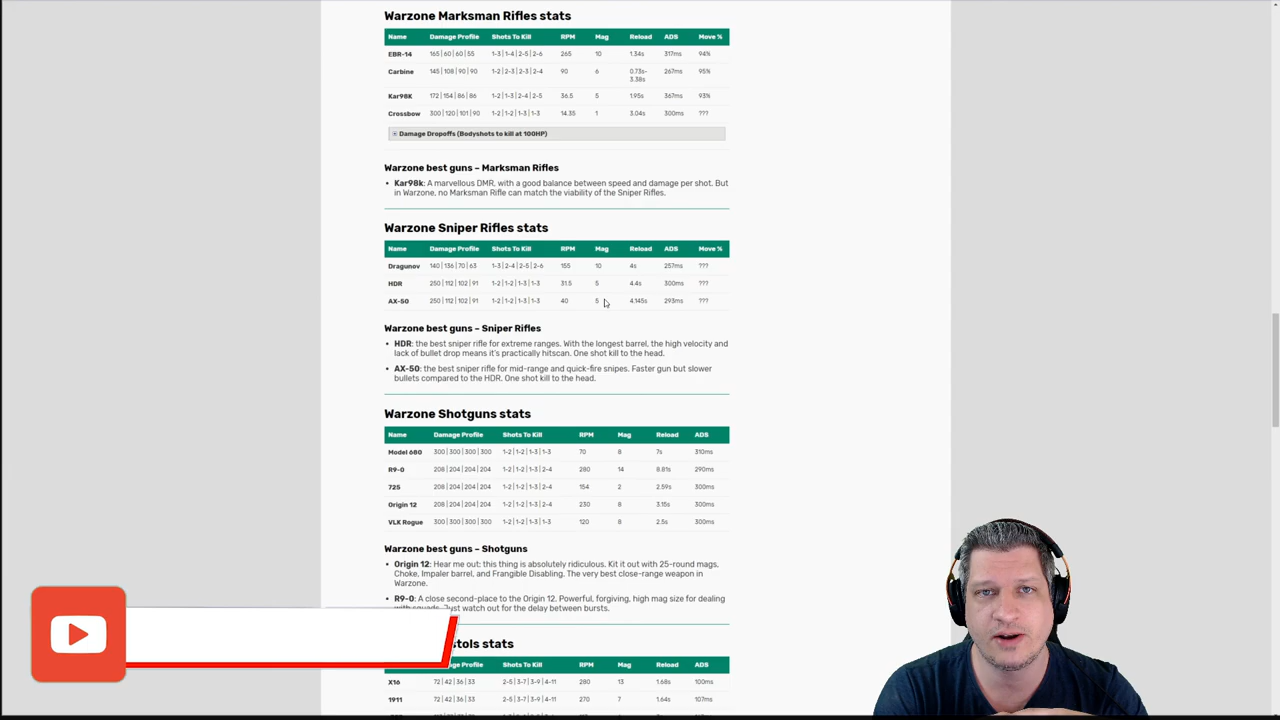 Warzone Marksman Rifles stats
Name Damage Profile Shots To Kill RPM Mag Reload ADS Move %
EBR-14 165 | 60 | 60 | 55 1-3 | 1-4 | 2-5 | 2-6 265 10 1.34s 317ms 94%
Carbine 145 | 108 | 90 | 90 1-2 | 2-3 | 2-3 | 2-4 90 6 0.73s- 267ms 95%
3.38s
Kar98K 172 | 154 | 86 | 86 1-2 | 1-3 | 2-4 | 2-5 36.5 5 1.95s 367ms 93%
Crossbow 300 | 120 | 101 | 90 1-2 | 1-2 | 1-3 | 1-3 14.35 1 3.04s 300ms ???
Damage Dropoffs (Bodyshots to kill at 100HP)
Warzone best guns – Marksman Rifles
• Kar98k: A marvellous DMR, with a good balance between speed and damage per shot. But
in Warzone, no Marksman Rifle can match the viability of the Sniper Rifles.
Warzone Sniper Rifles stats
Name Damage Profile Shots To Kill RPM Mag Reload ADS Move %
Dragunov 140 | 136 | 70 | 63 1-3 | 2-4 | 2-5 | 2-6 155 10 4s 257ms ???
HDR 250 | 112 | 102 | 91 1-2 | 1-2 | 1-3 | 1-3 31.5 5 4.4s 300ms ???
AX-50 250 | 112 | 102 | 91 1-2 | 1-2 | 1-3 | 1-3 40 5 4.145s 293ms ???
Warzone best guns – Sniper Rifles
• HDR: the best sniper rifle for extreme ranges. With the longest barrel, the high velocity and
lack of bullet drop means it's practically hitscan. One shot kill to the head.
• AX-50: the best sniper rifle for mid-range and quick-fire snipes. Faster gun but slower
bullets compared to the HDR. One shot kill to the head.
Warzone Shotguns stats
Name Damage Profile Shots To Kill RPM Mag Reload ADS
Model 680 300 | 300 | 300 | 300 1-2 | 1-2 | 1-3 | 1-3 70 8 7s 310ms
R9-0 208 | 204 | 204 | 204 1-2 | 1-2 | 1-3 | 2-4 280 14 8.81s 290ms
725 208 | 204 | 204 | 204 1-2 | 1-2 | 1-3 | 2-4 154 2 2.59s 300ms
Origin 12 208 | 204 | 204 | 204 1-2 | 1-2 | 1-3 | 2-4 230 8 3.15s 300ms
VLK Rogue 300 | 300 | 300 | 300 1-2 | 1-2 | 1-3 | 1-3 120 8 2.5s 300ms
Warzone best guns – Shotguns
• Origin 12: Hear me out; this thing is absolutely ridiculous. Kit it out with 25-round mags,
Choke, Impaler barrel, and Frangible Disabling. The very best close-range weapon in
Warzone.
• R9-0: A close second-place to the Origin 12. Powerful, forgiving, high mag size for dealing
with squads. Just watch out for the delay between bursts.
stols stats
Name Damage Profile Shots To Kill RPM Mag Reload ADS
X16 72 | 42 | 36 | 33 2-5 | 3-7 | 3-9 | 4-11 280 13 1.68s 100ms
1911 72 | 42 | 36 | 33 2-5 | 3-7 | 3-9 | 4-11 270 7 1.64s 107ms